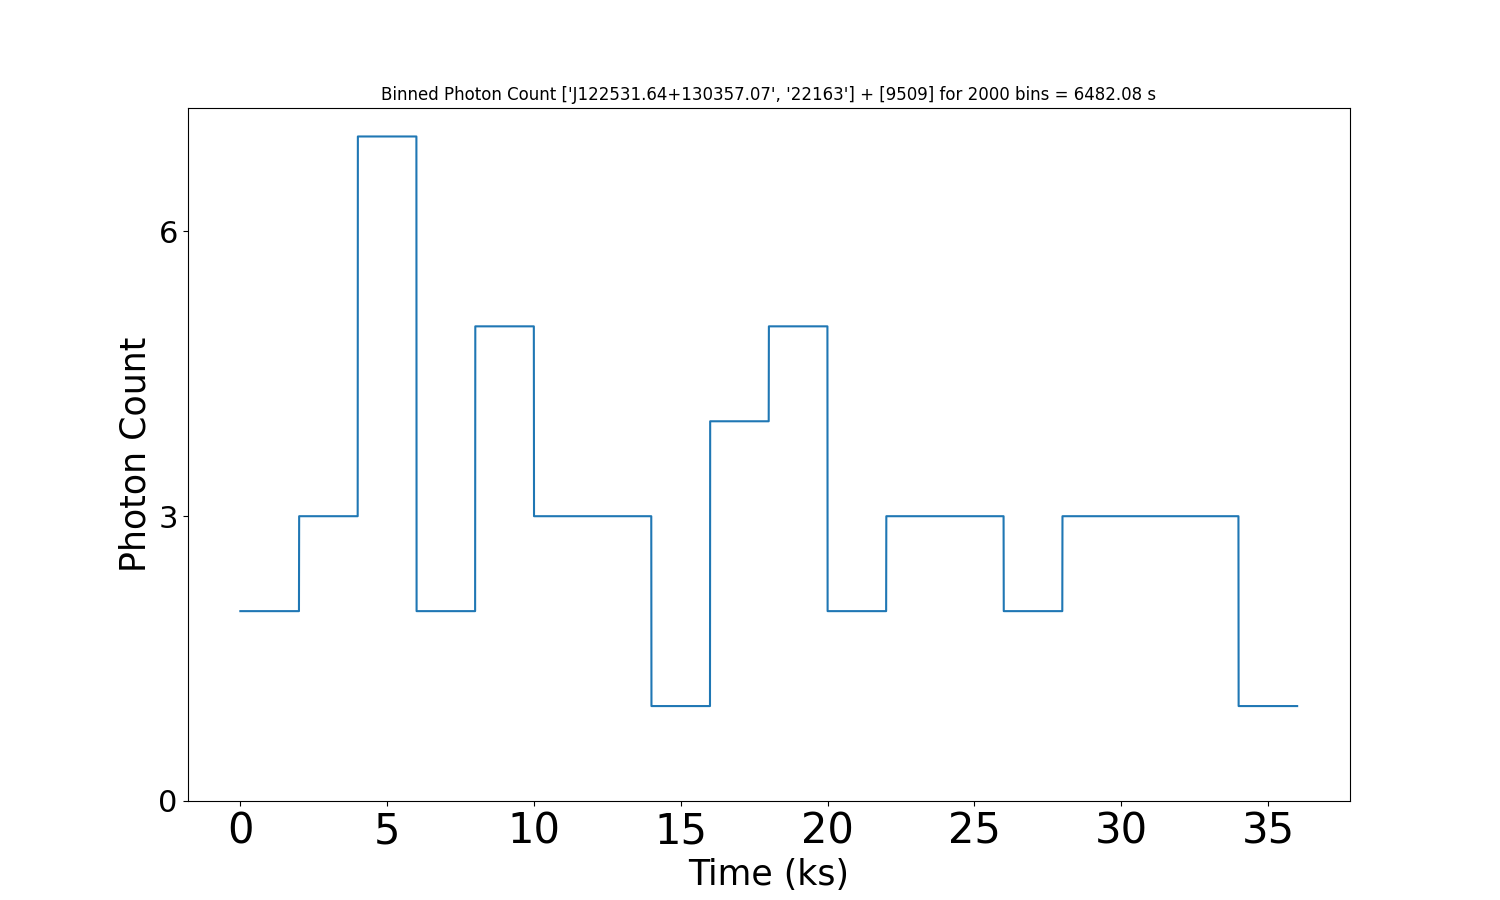 Binned Photon Count ['J122531.64+130357.07', '22163'] + [9509] for 2000 bins = 6482.08 s
6
3
0
Photon Count
0 5 10 15 20 25 30 35
Time (ks)